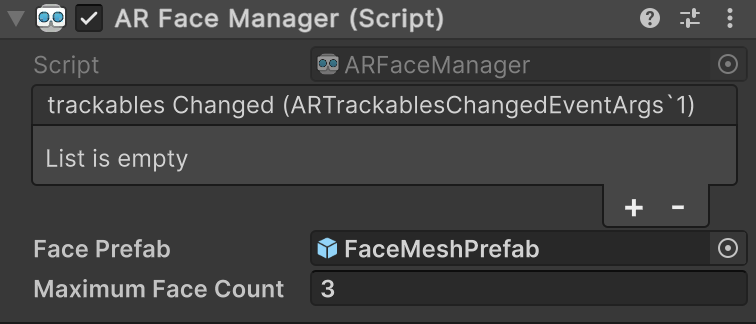 AR Face Manager (Script)
Script ARFaceManager
trackables Changed (ARTrackablesChangedEventArgs`1)
List is empty
+ -
Face Prefab FaceMeshPrefab
Maximum Face Count 3